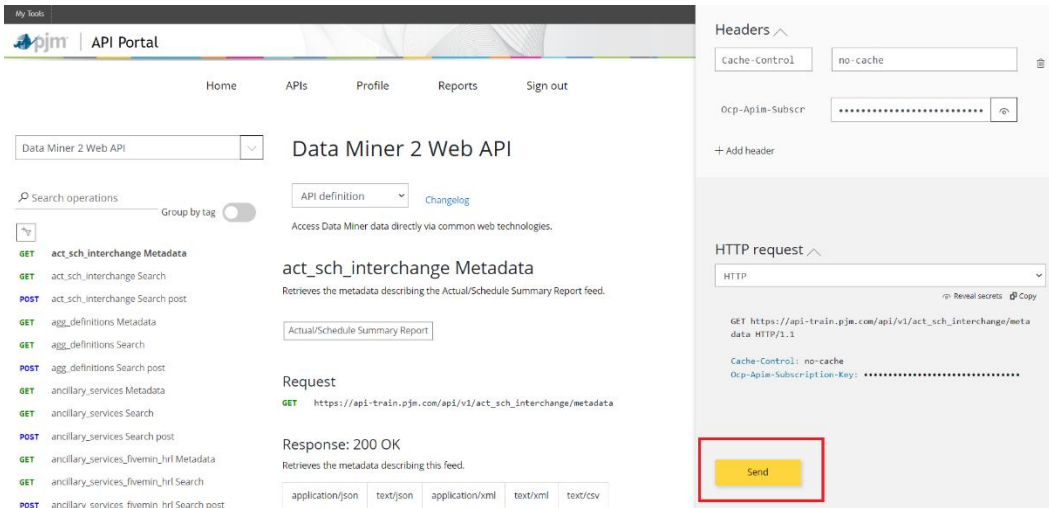 My Tools
pjm API Portal
Home APIs Profile Reports Sign out
Data Miner 2 Web API
Search operations
Group by tag
GET act_sch_interchange Metadata
GET act_sch_interchange Search
POST act_sch_interchange Search post
GET agg_definitions Metadata
GET agg_definitions Search
POST agg_definitions Search post
GET ancillary_services Metadata
GET ancillary_services Search
POST ancillary_services Search post
GET ancillary_services_fivemin_hrl Metadata
GET ancillary_services_fivemin_hrl Search
POST ancillary_services_fivemin_hrl Search post
Data Miner 2 Web API
API definition Changelog
Access Data Miner data directly via common web technologies.
act_sch_interchange Metadata
Retrieves the metadata describing the Actual/Schedule Summary Report feed.
Actual/Schedule Summary Report
Request
GET https://api-train.pjm.com/api/v1/act_sch_interchange/metadata
Response: 200 OK
Retrieves the metadata describing this feed.
application/json text/json application/xml text/xml text/csv
Headers
Cache-Control no-cache
Ocp-Apim-Subscr ••••••••••••••••••••••••••
+ Add header
HTTP request
HTTP
Reveal secrets Copy
GET https://api-train.pjm.com/api/v1/act_sch_interchange/meta
data HTTP/1.1
Cache-Control: no-cache
Ocp-Apim-Subscription-Key: ••••••••••••••••••••••••••••••••
Send